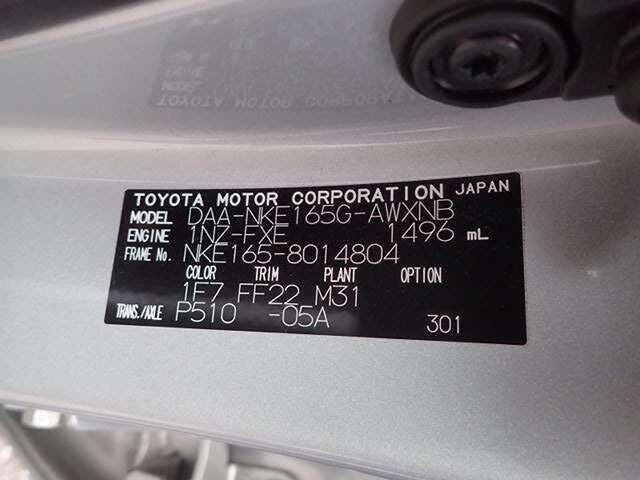 TOYOTA MOTOR CORPORATION JAPAN
MODEL DAA-NKE165G-AWXNB
ENGINE 1NZ-FXE 1496 mL
FRAME No. NKE165-8014804
COLOR TRIM PLANT OPTION
1F7 FF22 M31
TRANS./AXLE P510 -05A 301